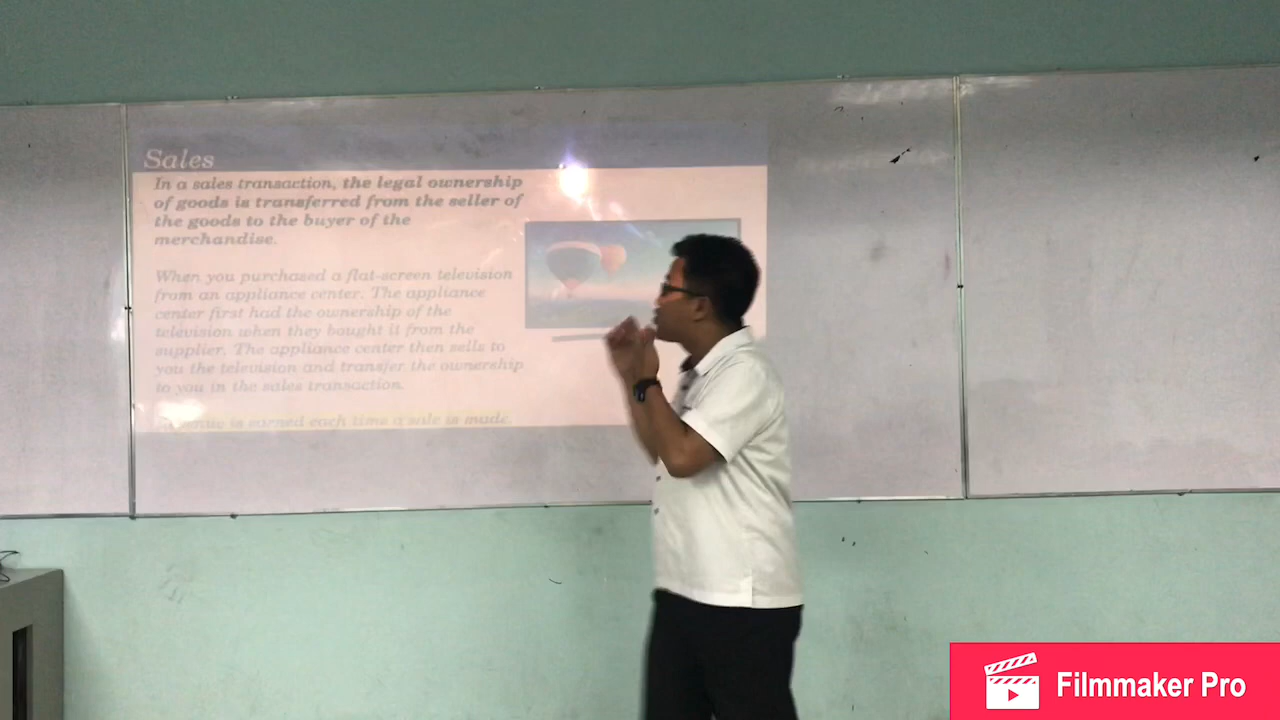 Sales
In a sales transaction, the legal ownership
of goods is transferred from the seller of
the goods to the buyer of the
merchandise.
When you purchased a flat-screen television
from an appliance center. The appliance
center first had the ownership of the
television when they bought it from the
supplier. The appliance center then sells to
you the television and transfer the ownership
to you in the sales transaction.
is earned each time a sale is made.
Filmmaker Pro